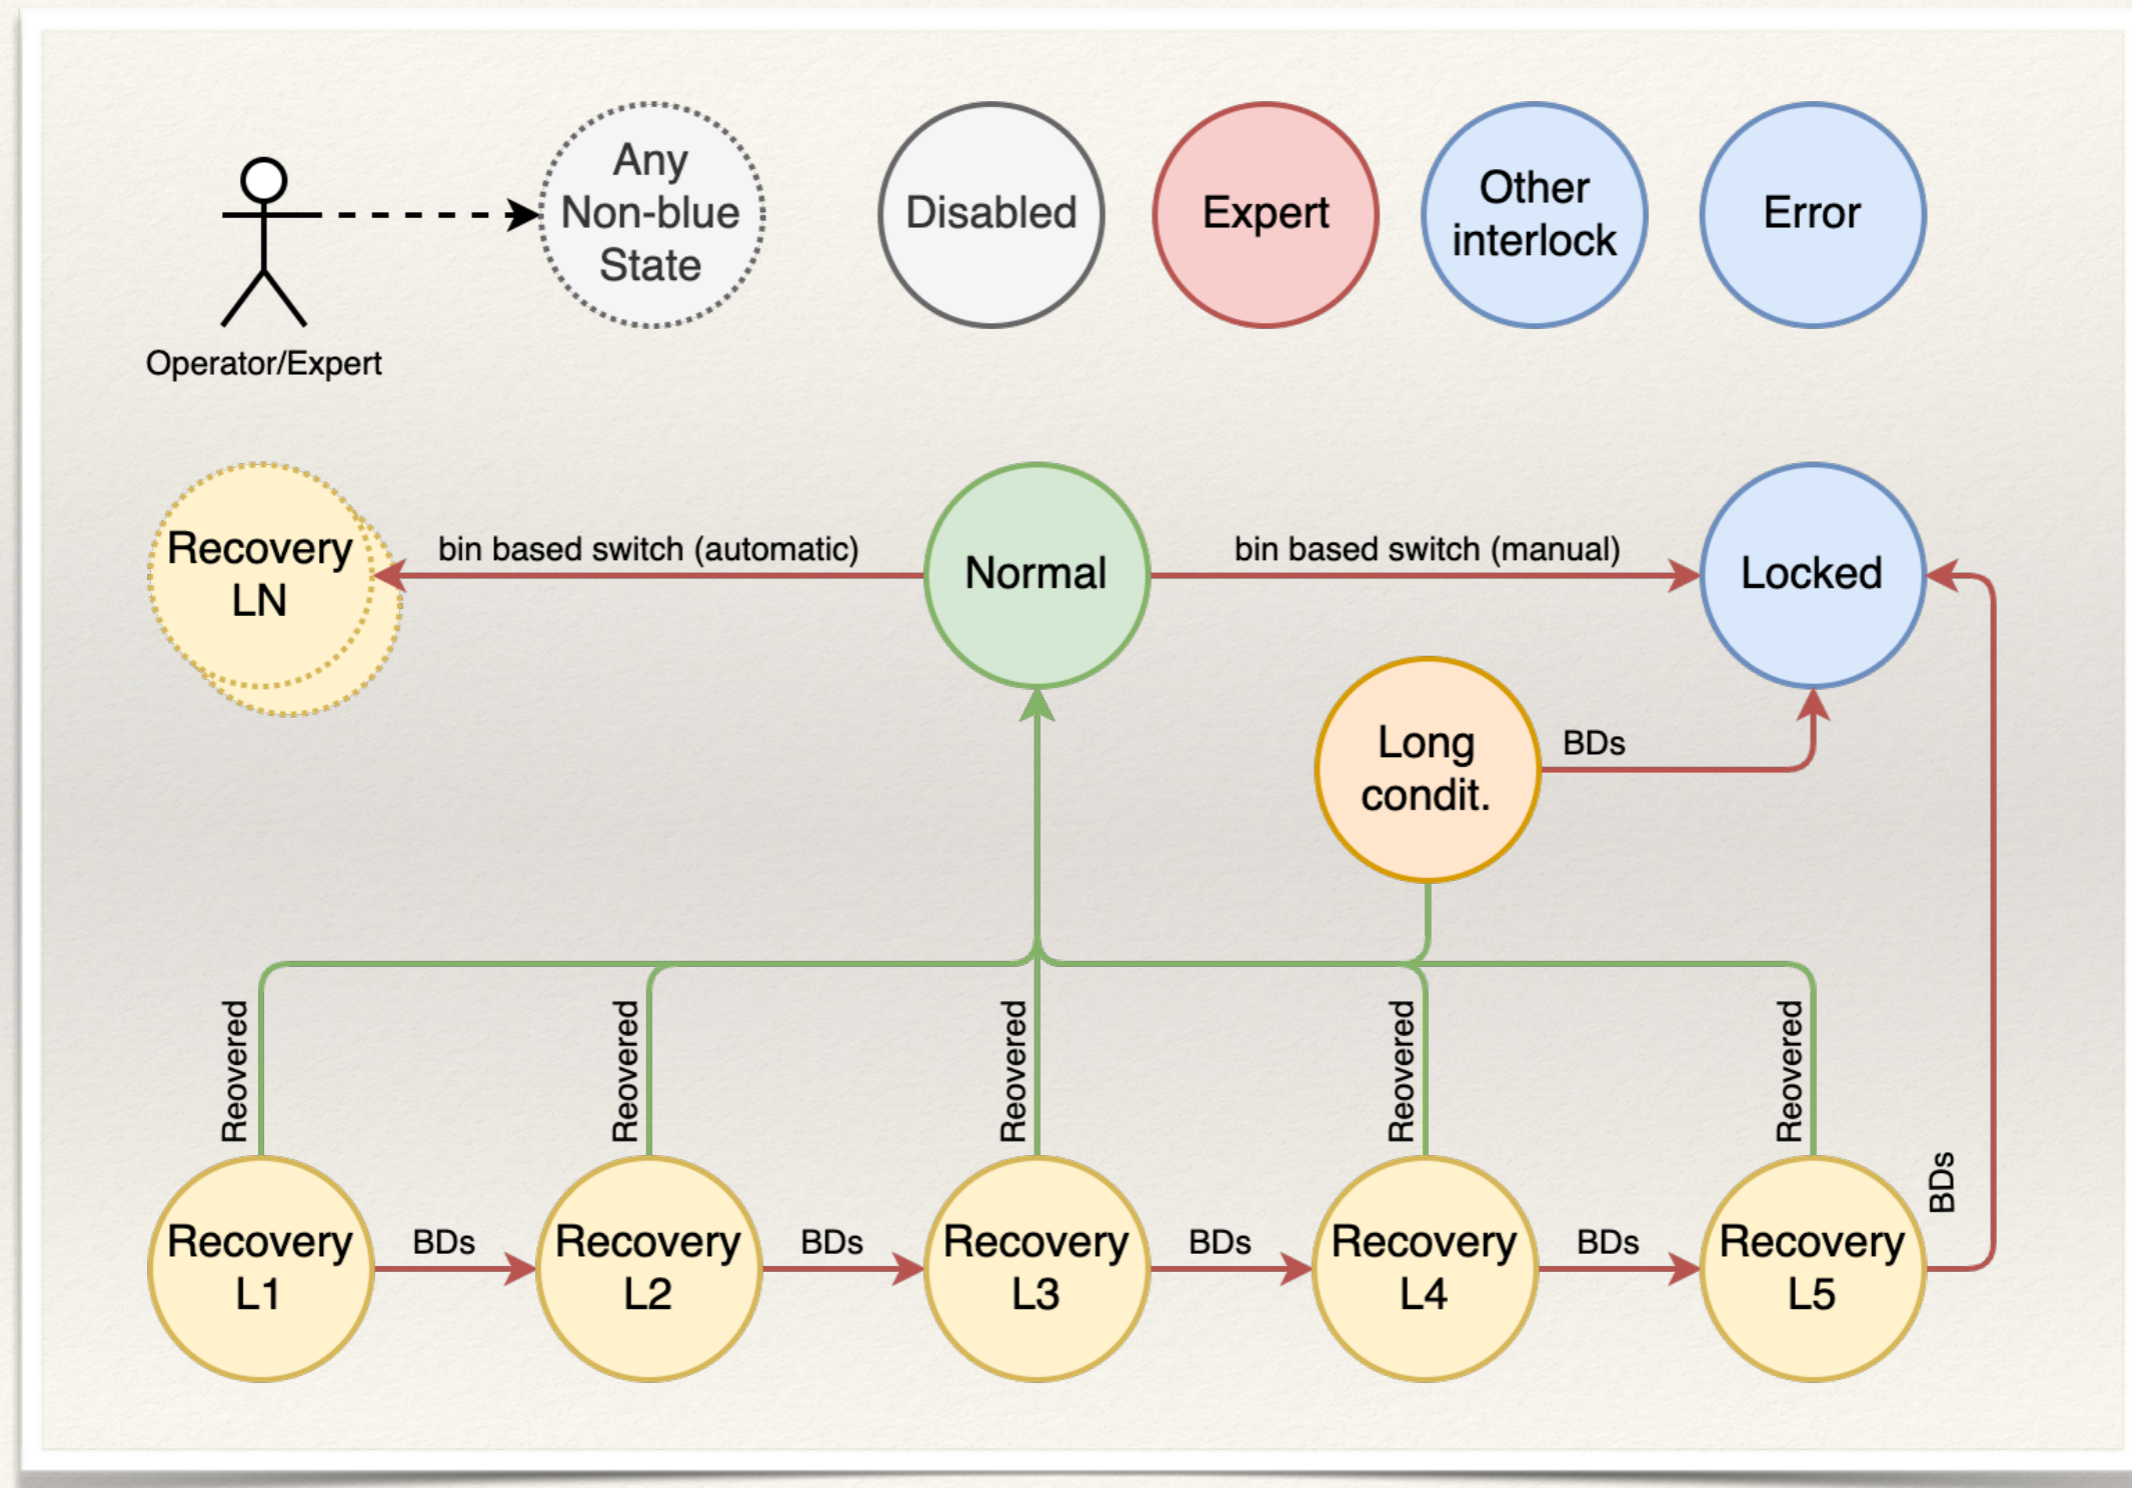 Any
Non-blue
State
Disabled
Expert
Other
interlock
Error
Operator/Expert
Recovery
LN
bin based switch (automatic)
Normal
bin based switch (manual)
Locked
Long
condit.
BDs
Reovered
Reovered
Reovered
Reovered
Reovered
BDs
Recovery
L1
BDs
Recovery
L2
BDs
Recovery
L3
BDs
Recovery
L4
BDs
Recovery
L5